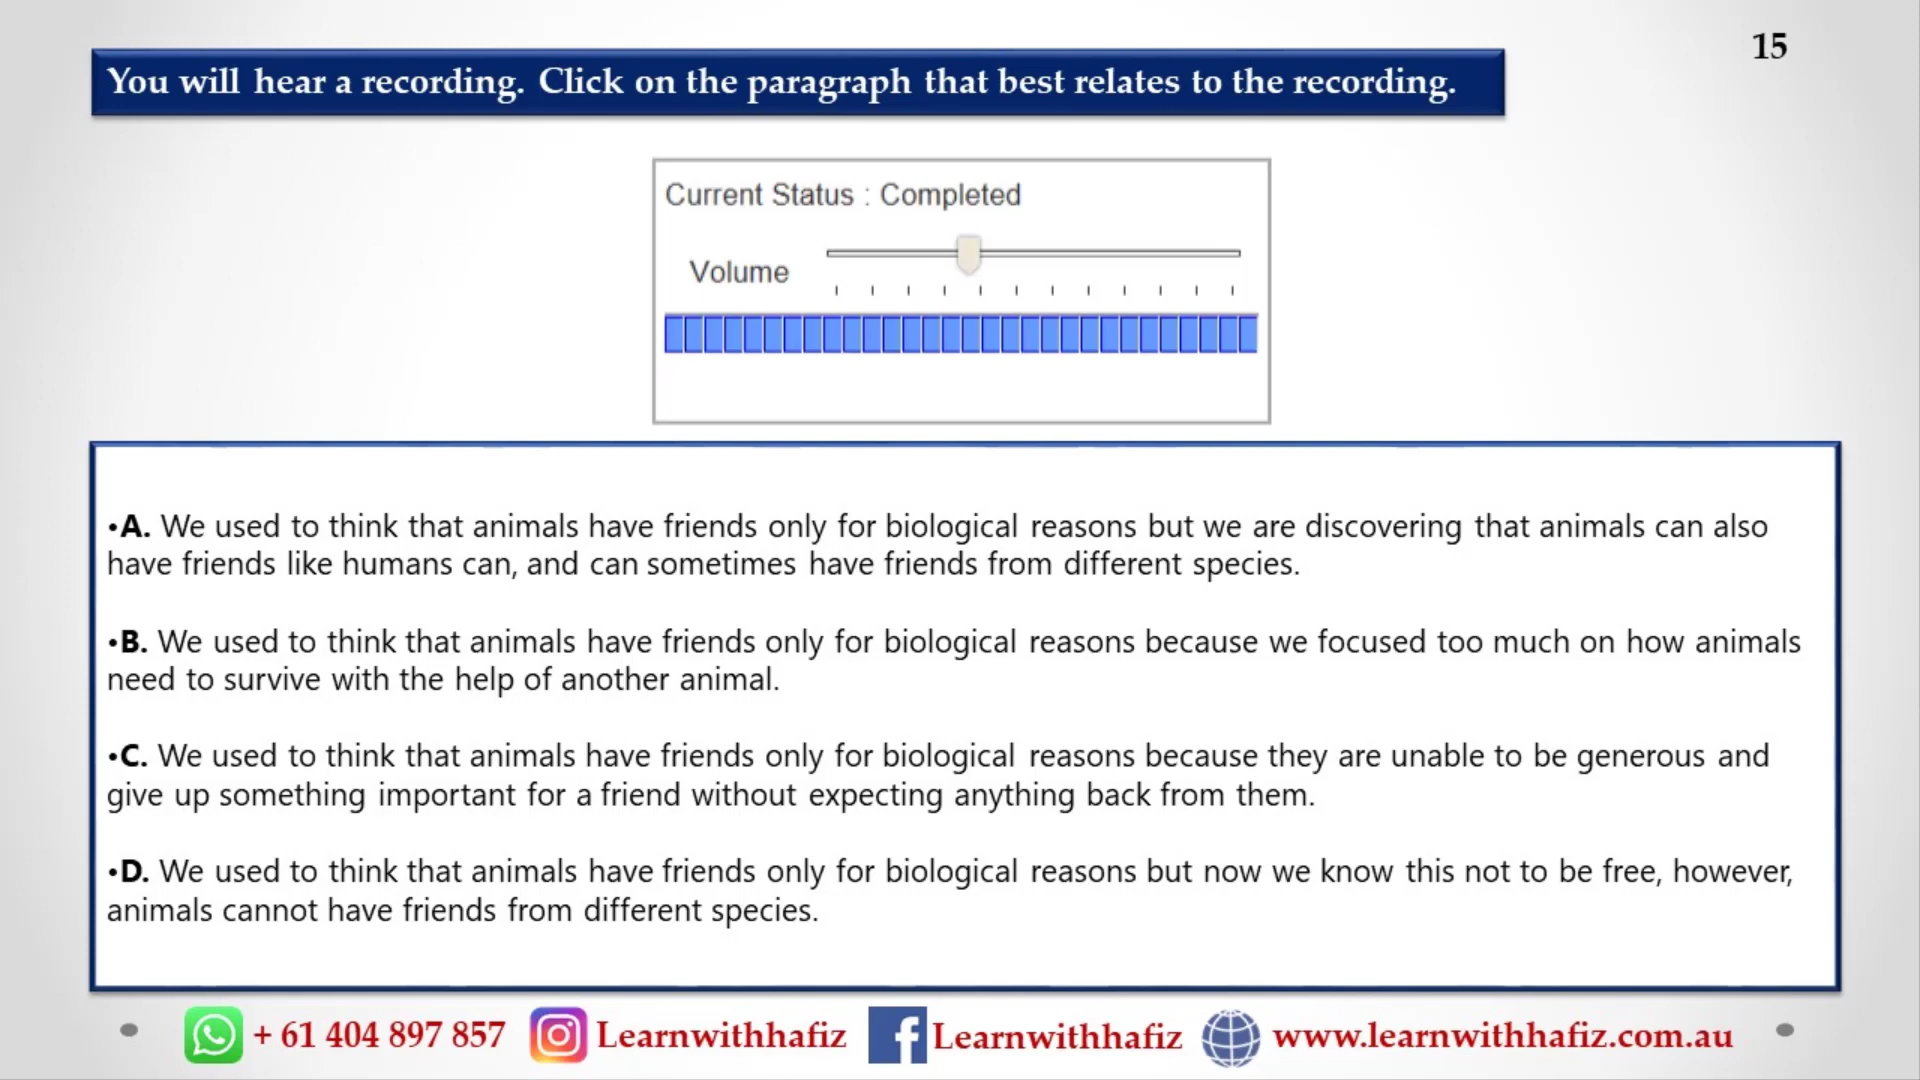 15
You will hear a recording. Click on the paragraph that best relates to the recording.
Current Status : Completed
Volume
•A. We used to think that animals have friends only for biological reasons but we are discovering that animals can also
have friends like humans can, and can sometimes have friends from different species.
•B. We used to think that animals have friends only for biological reasons because we focused too much on how animals
need to survive with the help of another animal.
•C. We used to think that animals have friends only for biological reasons because they are unable to be generous and
give up something important for a friend without expecting anything back from them.
•D. We used to think that animals have friends only for biological reasons but now we know this not to be free, however,
animals cannot have friends from different species.
+ 61 404 897 857 Learnwithhafiz Learnwithhafiz www.learnwithhafiz.com.au